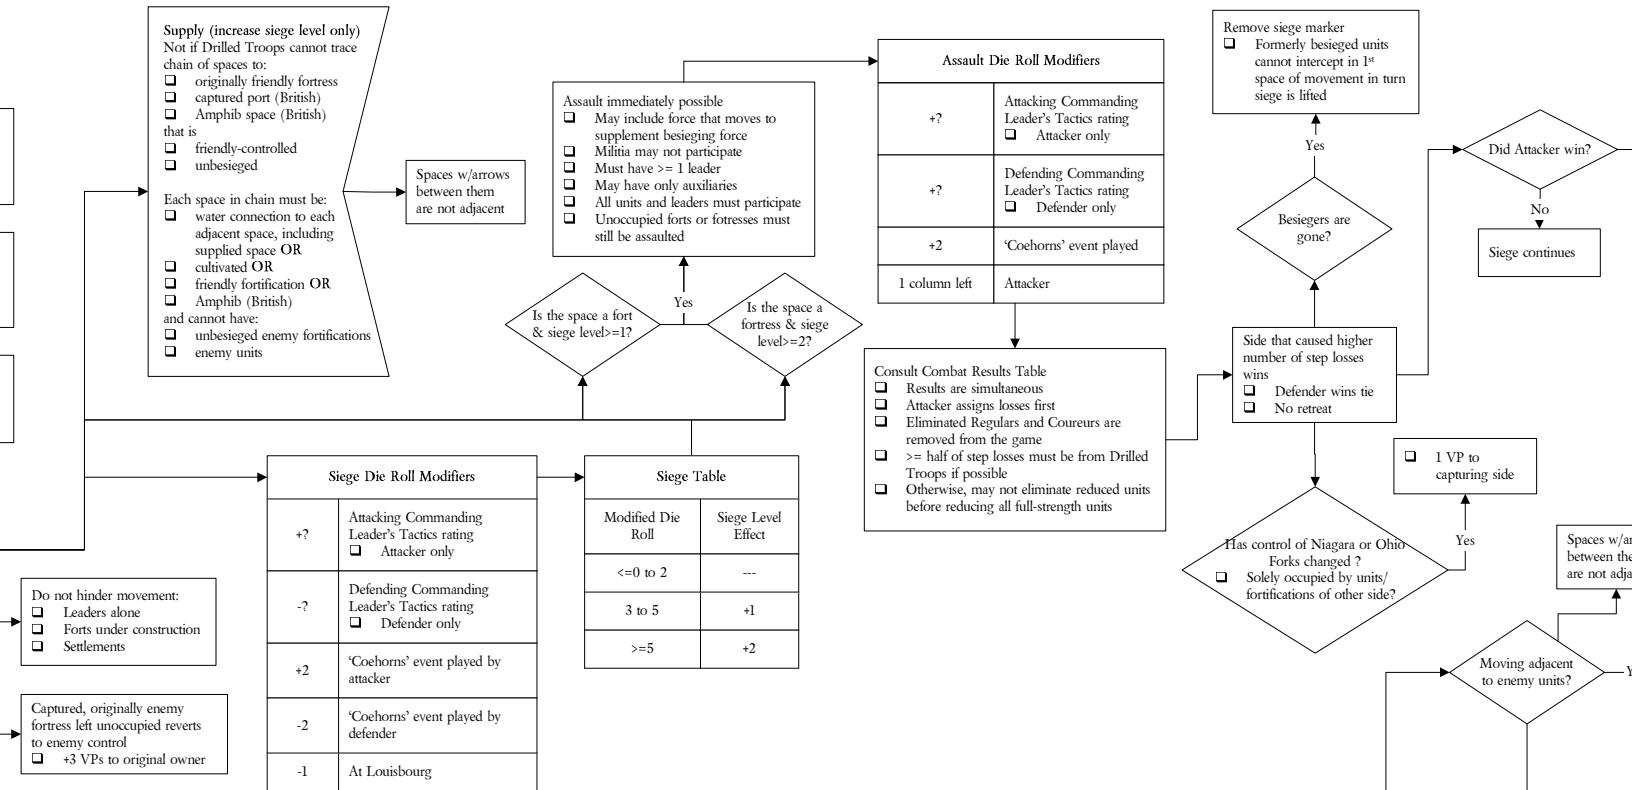 Supply (increase siege level only)
Not if Drilled Troops cannot trace
chain of spaces to:
❑ originally friendly fortress
❑ captured port (British)
❑ Amphib space (British)
that is
❑ friendly-controlled
❑ unbesieged
Each space in chain must be:
❑ water connection to each
adjacent space, including
supplied space OR
❑ cultivated OR
❑ friendly fortification OR
❑ Amphib (British)
and cannot have:
❑ unbesieged enemy fortifications
❑ enemy units
Spaces w/arrows
between them
are not adjacent
Assault immediately possible
❑ May include force that moves to
supplement besieging force
❑ Militia may not participate
❑ Must have >= 1 leader
❑ May have only auxiliaries
❑ All units and leaders must participate
❑ Unoccupied forts or fotresses must
still be assaulted
Yes
Is the space a fort
& siege level>=1?
Is the space a
fortress & siege
level>=2?
Assault Die Roll Modifiers
+?
Attacking Commanding
Leader's Tactics rating
❑ Attacker only
+?
Defending Commanding
Leader's Tactics rating
❑ Defender only
+2
'Coehorns' event played
1 column left
Attacker
Consult Combat Results Table
❑ Results are simultaneous
❑ Attacker assigns losses first
❑ Eliminated Regulars and Coureurs are
removed from the game
❑ >= half of step losses must be from Drilled
Troops if possible
❑ Otherwise, may not eliminate reduced units
before reducing all full-strength units
Remove siege marker
❑ Formerly besieged units
cannot intercept in 1st
space of movement in turn
siege is lifted
Yes
Besiegers are
gone?
Did Attacker win?
No
Siege continues
Side that caused higher
number of step losses
wins
❑ Defender wins tie
❑ No retreat
❑ 1 VP to
capturing side
Yes
Has control of Niagara or Ohio
Forks changed ?
❑ Solely occupied by units/
fortifications of other side?
Spaces
between
are not
Moving adjacent
to enemy units?
Siege Die Roll Modifiers
+?
Attacking Commanding
Leader's Tactics rating
❑ Attacker only
-?
Defending Commanding
Leader's Tactics rating
❑ Defender only
+2
'Coehorns' event played by
attacker
-2
'Coehorns' event played by
defender
-1
At Louisbourg
Siege Table
Modified Die
Roll
Siege Level
Effect
<=0 to 2
---
3 to 5
+1
>=5
+2
Do not hinder movement:
❑ Leaders alone
❑ Forts under construction
❑ Settlements
Captured, originally enemy
fortress left unoccupied reverts
to enemy control
❑ +3 VPs to original owner